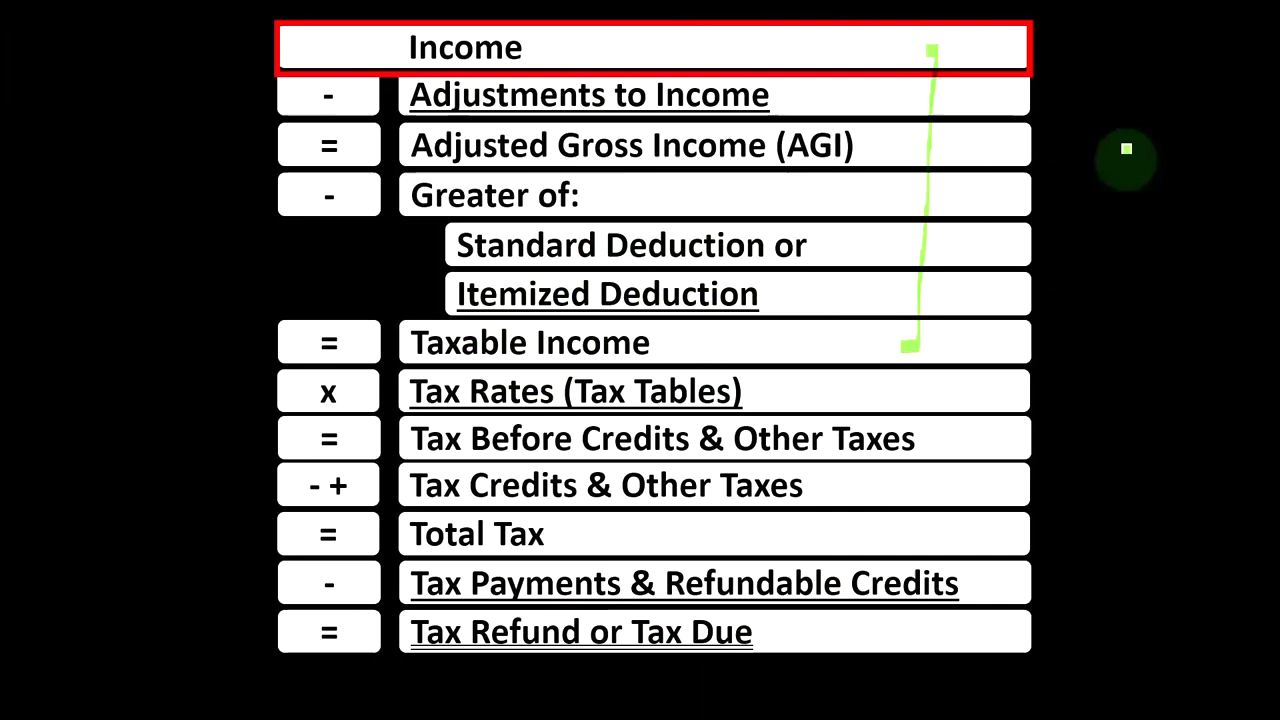 Income
- Adjustments to Income
= Adjusted Gross Income (AGI)
- Greater of:
Standard Deduction or
Itemized Deduction
= Taxable Income
x Tax Rates (Tax Tables)
= Tax Before Credits & Other Taxes
- + Tax Credits & Other Taxes
= Total Tax
- Tax Payments & Refundable Credits
= Tax Refund or Tax Due